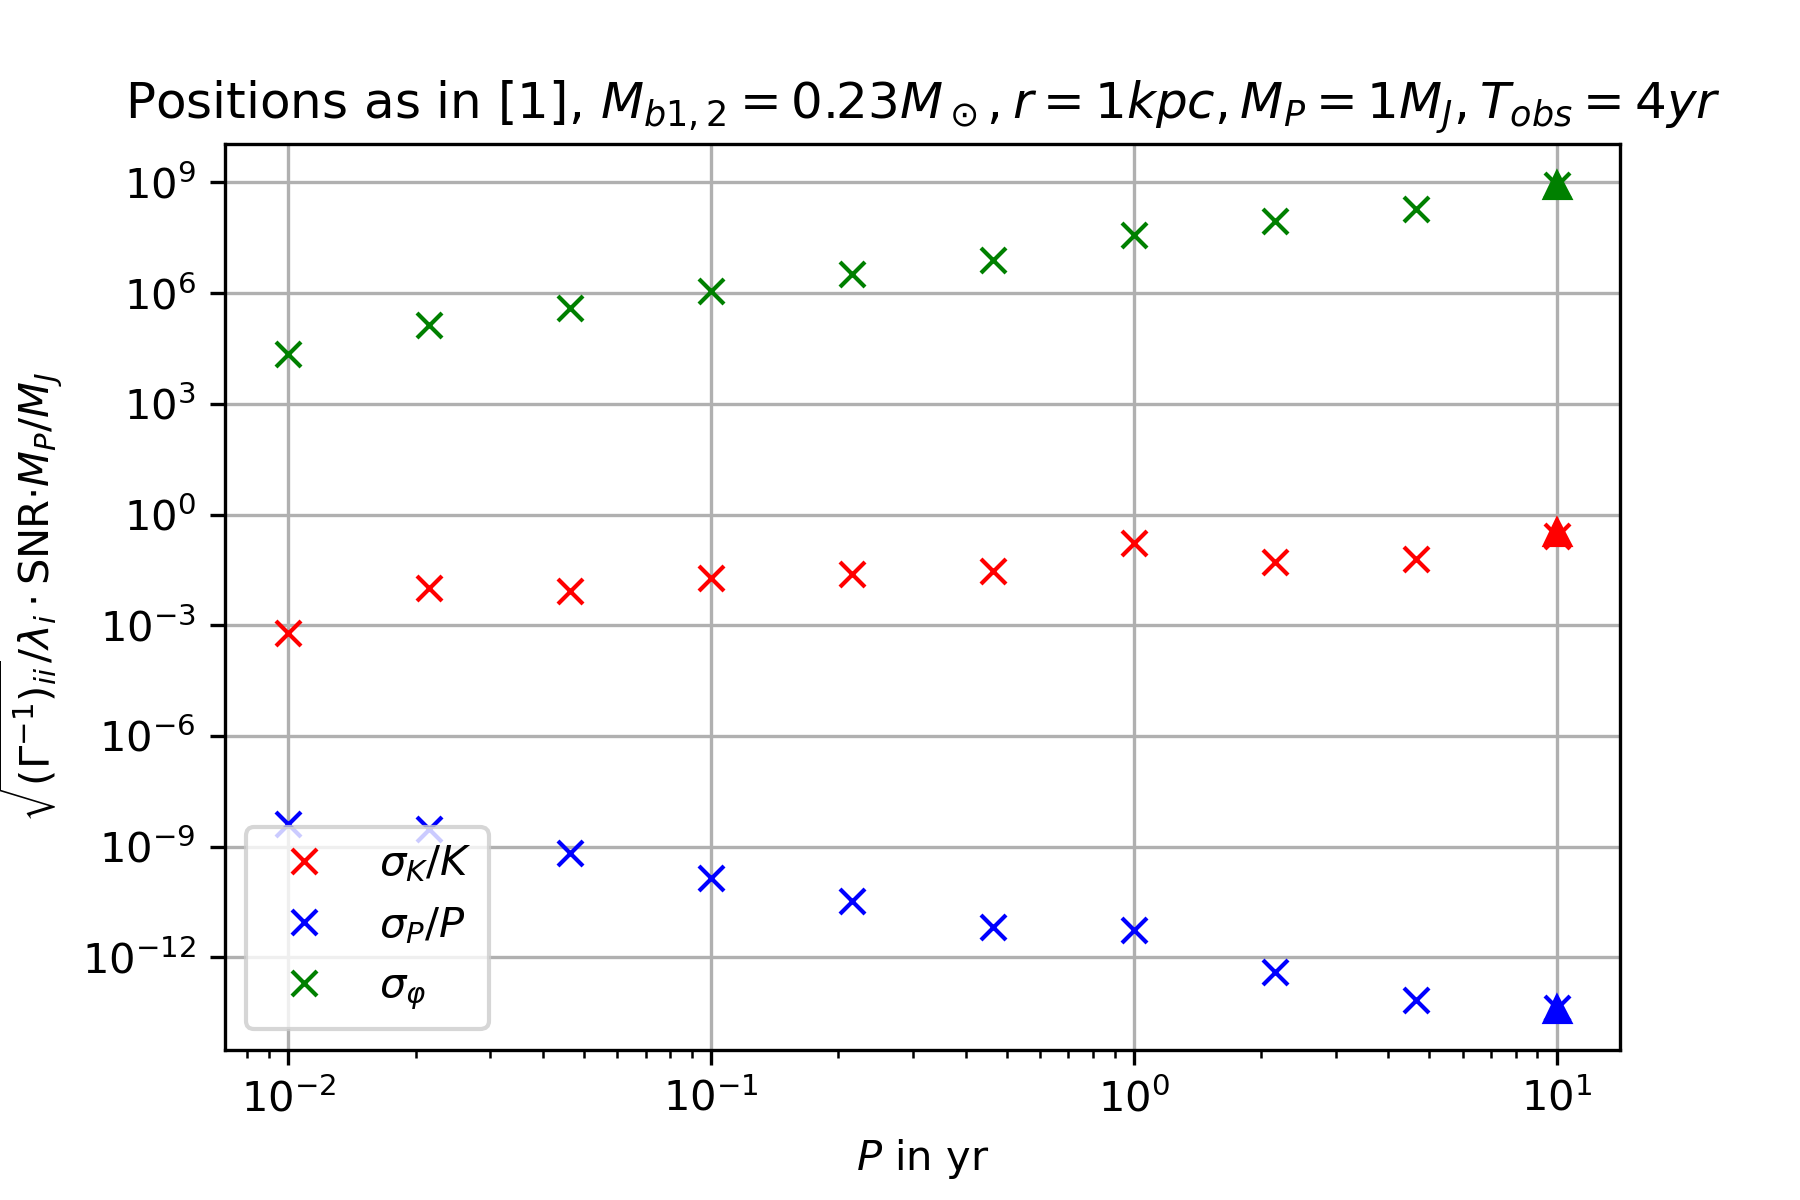 Positions as in [1], $M_{b1,2} = 0.23M_\odot, r = 1kpc, M_P = 1M_J, T_{obs} = 4yr$
$\sqrt{(\Gamma^{-1})_{ii}}/\lambda_i \cdot$ SNR$\cdot M_P/M_J$
$10^9$
$10^6$
$10^3$
$10^0$
$10^{-3}$
$10^{-6}$
$10^{-9}$
$10^{-12}$
$\sigma_K/K$
$\sigma_P/P$
$\sigma_\varphi$
$10^{-2}$ $10^{-1}$ $10^0$ $10^1$
$P$ in yr